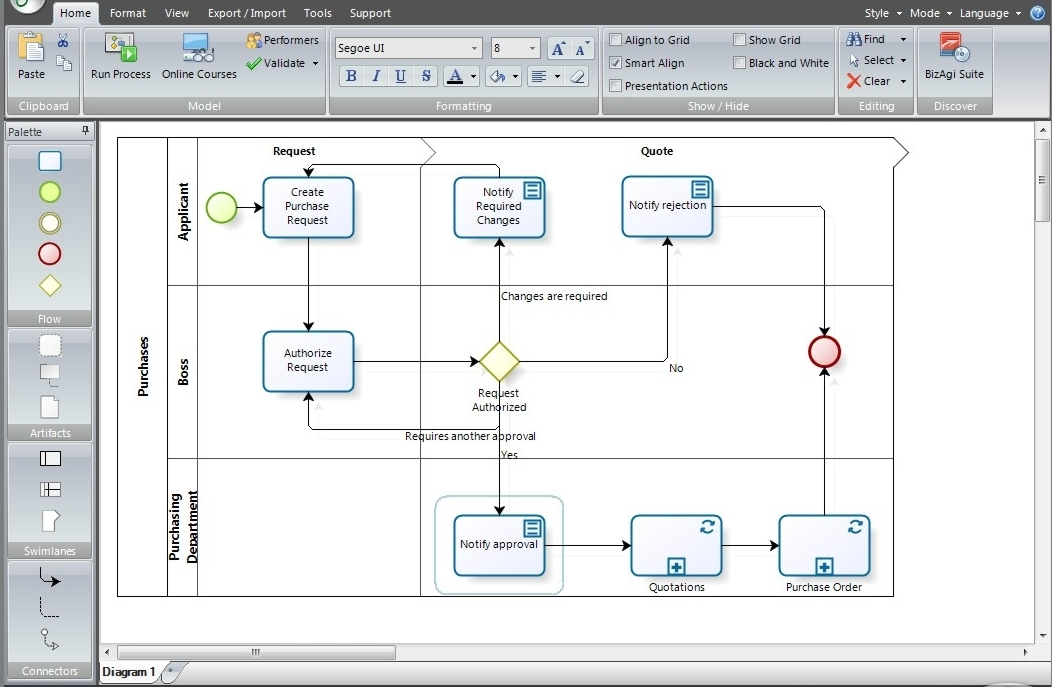 Home Format View Export / Import Tools Support Style Mode Language
Paste
Clipboard
Run Process Online Courses
Performers
Validate
Model
Segoe UI 8
B I U S A
Formatting
Align to Grid Show Grid
Smart Align Black and White
Presentation Actions
Show / Hide
Find
Select
Clear
Editing
BizAgi Suite
Discover
Palette
Flow
Artifacts
Swimlanes
Connectors
Request Quote
Purchases
Applicant
Create
Purchase
Request
Notify
Required
Changes
Notify rejection
Changes are required
Boss
Authorize
Request
Request
Authorized
No
Requires another approval
Yes
Purchasing
Department
Notify approval
Quotations
Purchase Order
Diagram 1 *